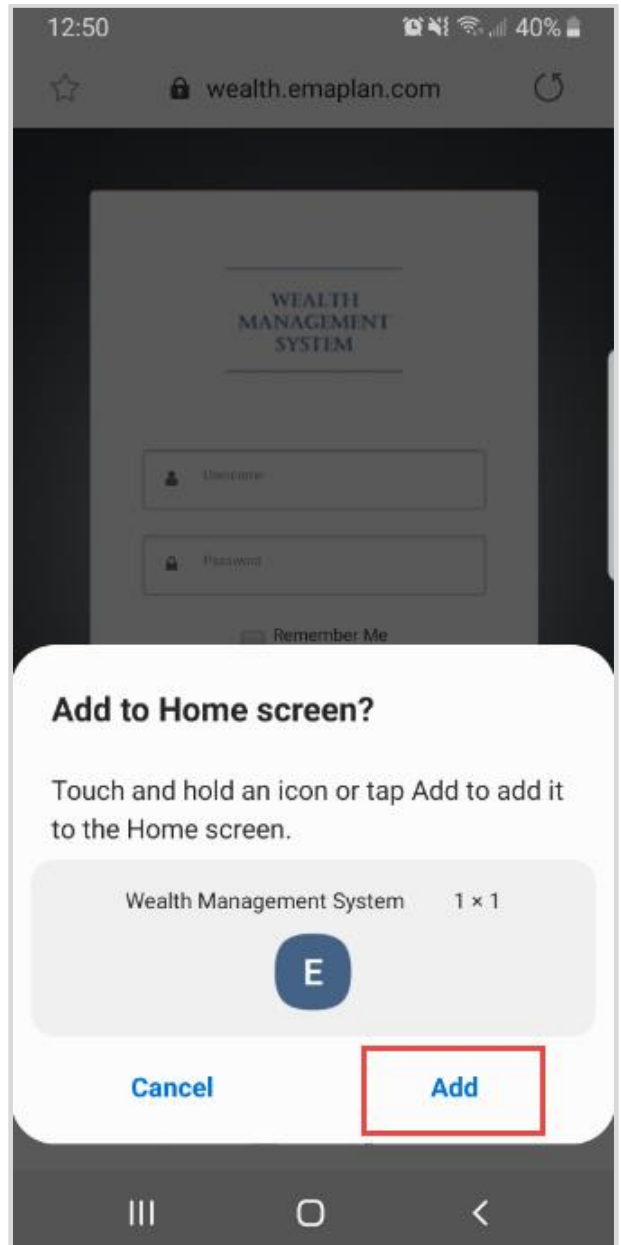 12:50 40%
wealth.emaplan.com
WEALTH
MANAGEMENT
SYSTEM
Username
Password
Remember Me
Add to Home screen?
Touch and hold an icon or tap Add to add it
to the Home screen.
Wealth Management System 1 × 1
E
Cancel Add